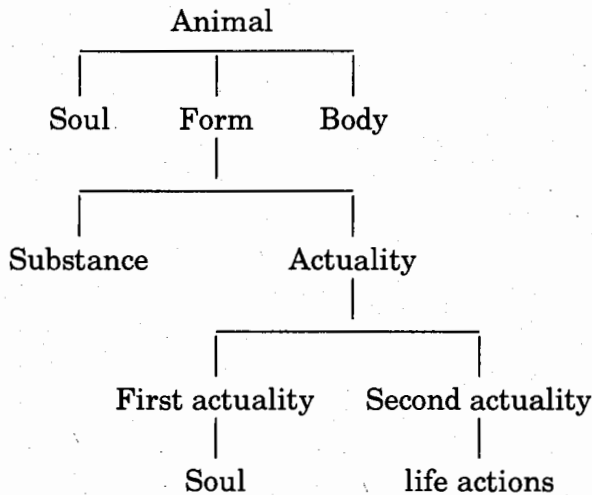 Animal
Soul Form Body
Substance Actuality
First actuality Second actuality
Soul life actions